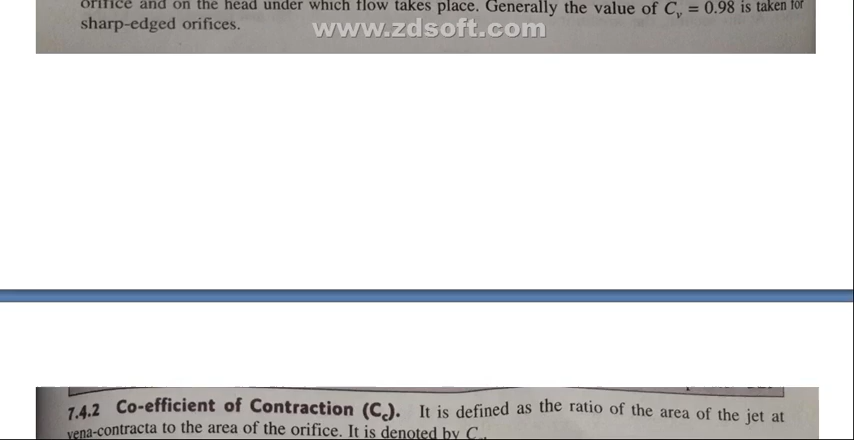 orifice and on the head under which flow takes place. Generally the value of Cᵥ = 0.98 is taken for
sharp-edged orifices.
www.zdsoft.com
7.4.2 Co-efficient of Contraction (C_c). It is defined as the ratio of the area of the jet at
vena-contracta to the area of the orifice. It is denoted by C